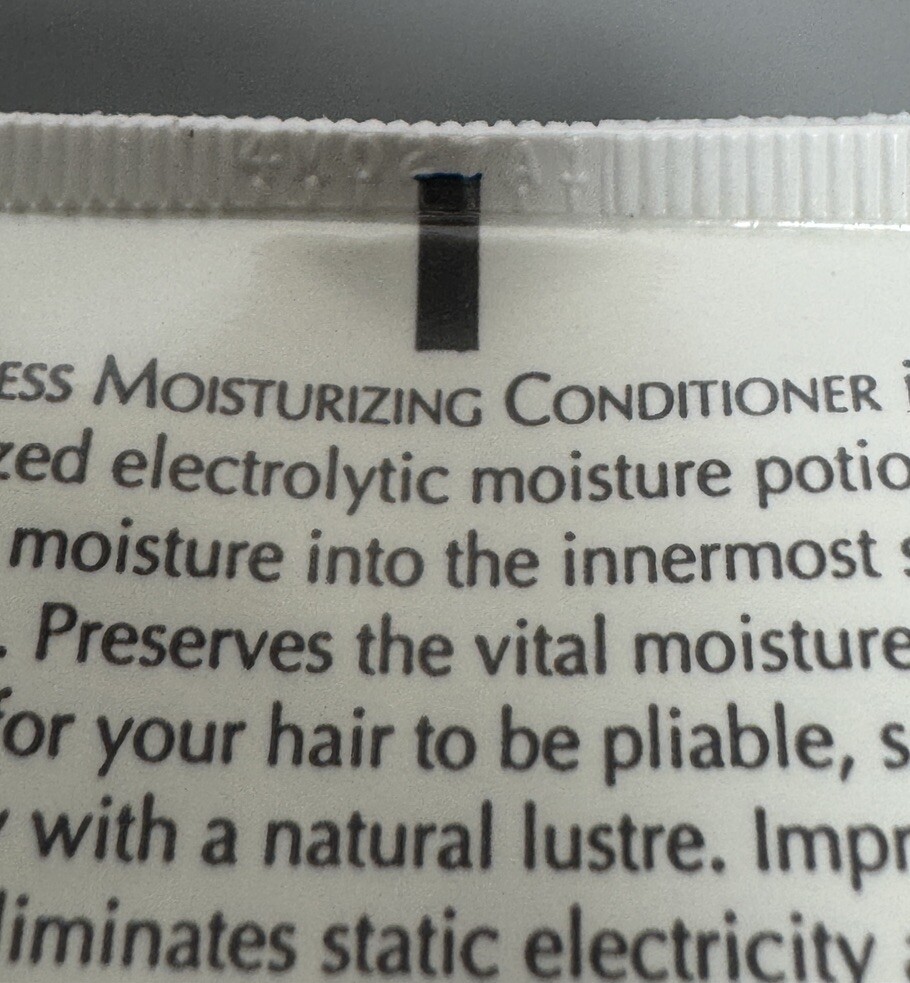 ESS MOISTURIZING CONDITIONER i
zed electrolytic moisture potio
moisture into the innermost s
. Preserves the vital moisture
for your hair to be pliable, s
y with a natural lustre. Impr
liminates static electricity a